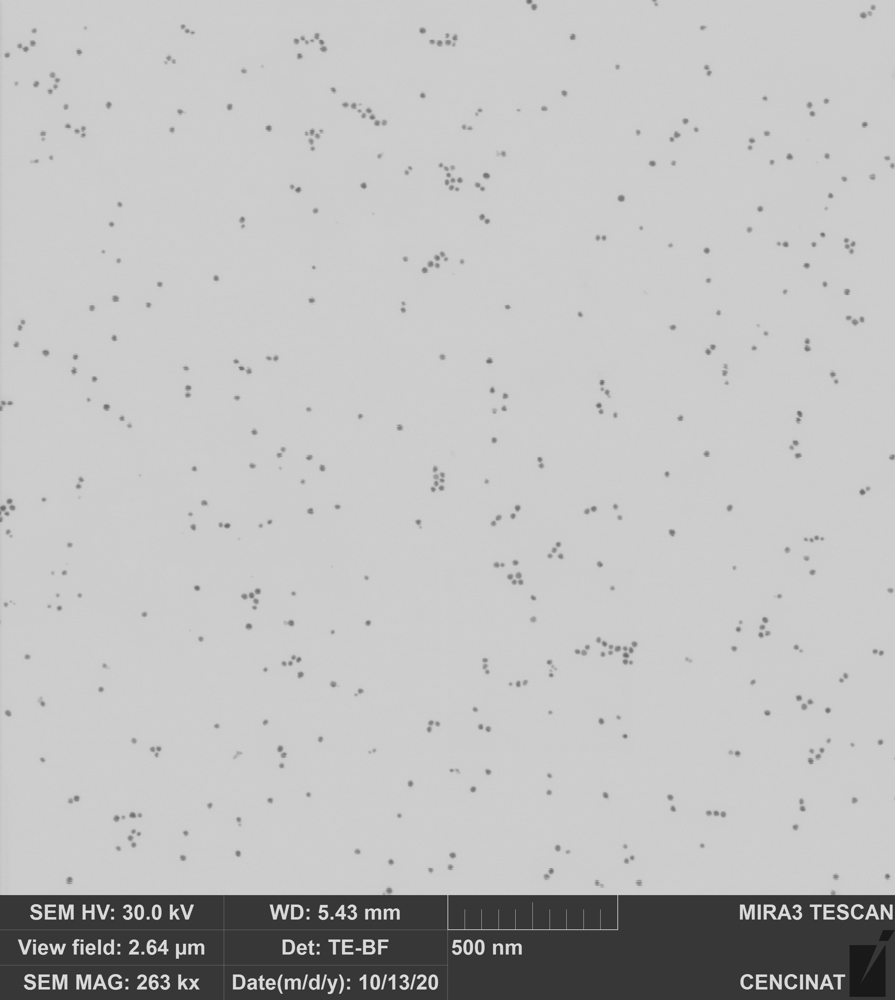 SEM HV: 30.0 kV
WD: 5.43 mm
MIRA3 TESCAN
View field: 2.64 µm
Det: TE-BF
500 nm
SEM MAG: 263 kx
Date(m/d/y): 10/13/20
CENCINAT